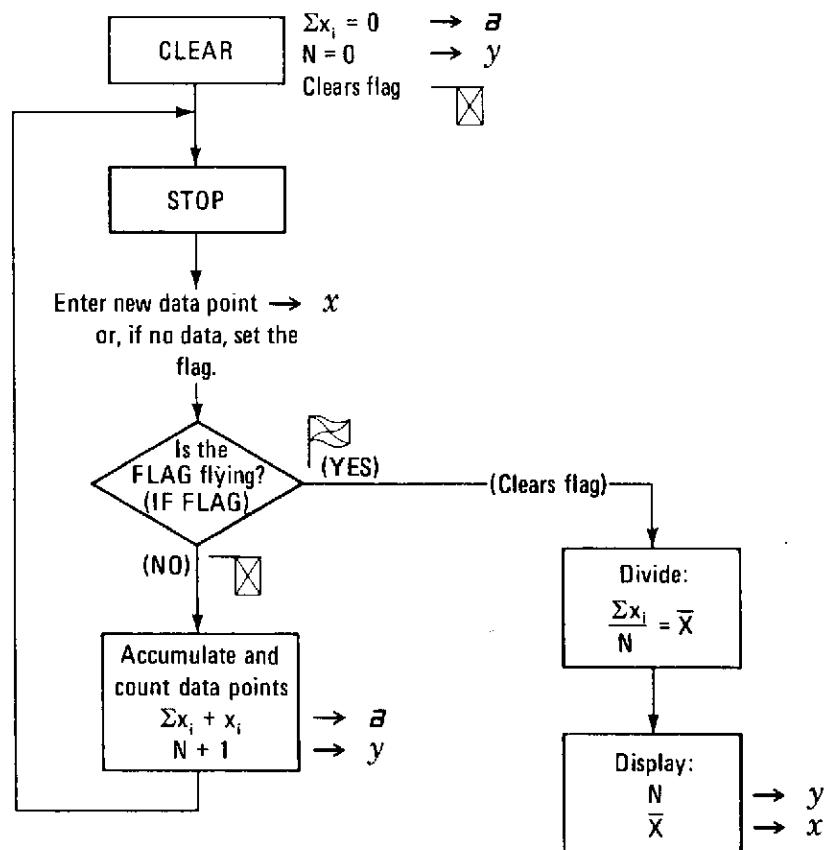 CLEAR
Σxᵢ = 0 → a
N = 0 → y
Clears flag
STOP
Enter new data point → x
or, if no data, set the
flag.
Is the
FLAG flying?
(IF FLAG)
(YES)
(Clears flag)
(NO)
Accumulate and
count data points
Σxᵢ + xᵢ → a
N + 1 → y
Divide:
Σxᵢ
N
= X̅
Display:
N → y
X̅ → x